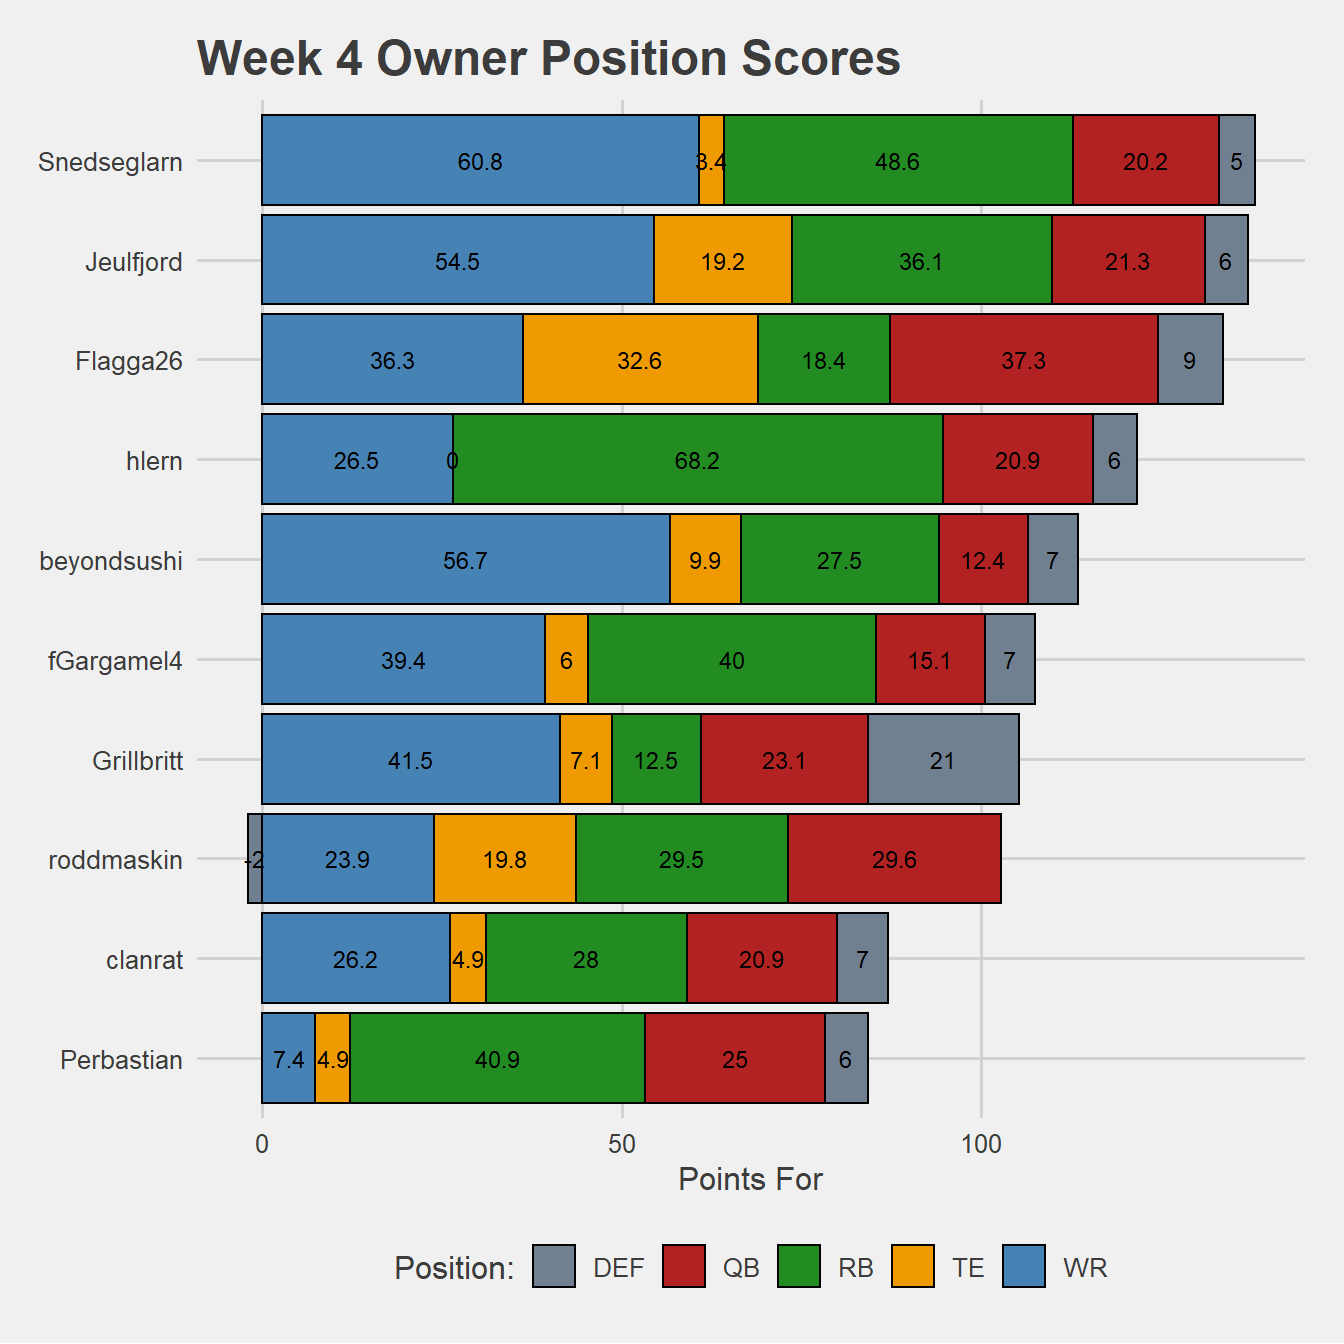 Week 4 Owner Position Scores
Snedseglarn 60.8 3.4 48.6 20.2 5
Jeulfjord 54.5 19.2 36.1 21.3 6
Flagga26 36.3 32.6 18.4 37.3 9
hlern 26.5 0 68.2 20.9 6
beyondsushi 56.7 9.9 27.5 12.4 7
fGargamel4 39.4 6 40 15.1 7
Grillbritt 41.5 7.1 12.5 23.1 21
roddmaskin -2 23.9 19.8 29.5 29.6
clanrat 26.2 4.9 28 20.9 7
Perbastian 7.4 4.9 40.9 25 6
0 50 100
Points For
Position: DEF QB RB TE WR